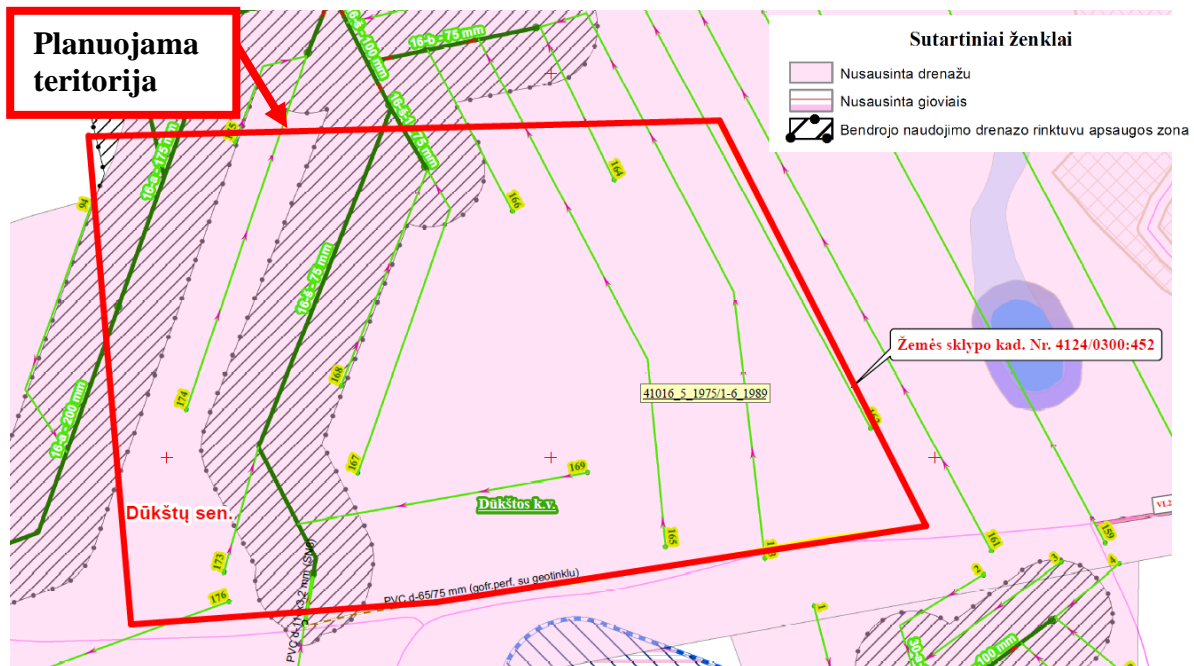 Planuojama
teritorija
Sutartiniai ženklai
Nusausinta drenažu
Nusausinta gioviais
Bendrojo naudojimo drenazo rinktuvu apsaugos zona
16-b - 75 mm
16-a - 175 mm
94
164
166
Žemės sklypo kad. Nr. 4124/0300:452
168
41016_5_1975/1-6_1989
174
16-a - 200 mm
167
169
Dūkštos k.v.
Dūkštų sen.
165
161
159
173
176
PVC d-65/75 mm (gofr.perf. su geotinklu)
2
3
4
1